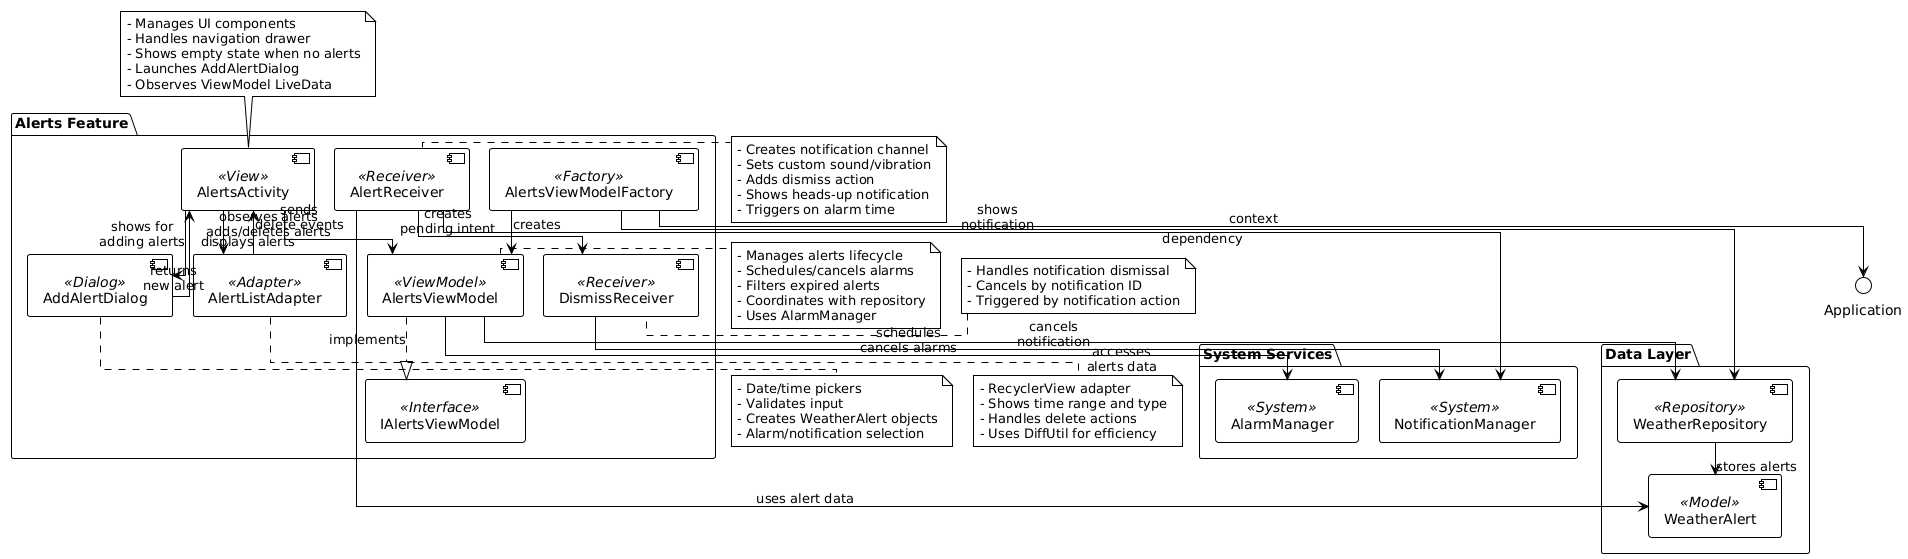 - Manages UI components
- Handles navigation drawer
- Shows empty state when no alerts
- Launches AddAlertDialog
- Observes ViewModel LiveData
Alerts Feature
«View»
AlertsActivity
«Receiver»
AlertReceiver
«Factory»
AlertsViewModelFactory
- Creates notification channel
- Sets custom sound/vibration
- Adds dismiss action
- Shows heads-up notification
- Triggers on alarm time
shows for
adding alerts
observes alerts
adds/deletes alerts
sends
delete events
displays alerts
creates
pending intent
creates
shows
notification
context
dependency
returns
new alert
«Dialog»
AddAlertDialog
«Adapter»
AlertListAdapter
«ViewModel»
AlertsViewModel
«Receiver»
DismissReceiver
- Manages alerts lifecycle
- Schedules/cancels alarms
- Filters expired alerts
- Coordinates with repository
- Uses AlarmManager
- Handles notification dismissal
- Cancels by notification ID
- Triggered by notification action
Application
implements
schedules
cancels alarms
cancels
notification
accesses
alerts data
System Services
Data Layer
«Interface»
IAlertsViewModel
- Date/time pickers
- Validates input
- Creates WeatherAlert objects
- Alarm/notification selection
- RecyclerView adapter
- Shows time range and type
- Handles delete actions
- Uses DiffUtil for efficiency
«System»
AlarmManager
«System»
NotificationManager
«Repository»
WeatherRepository
stores alerts
uses alert data
«Model»
WeatherAlert